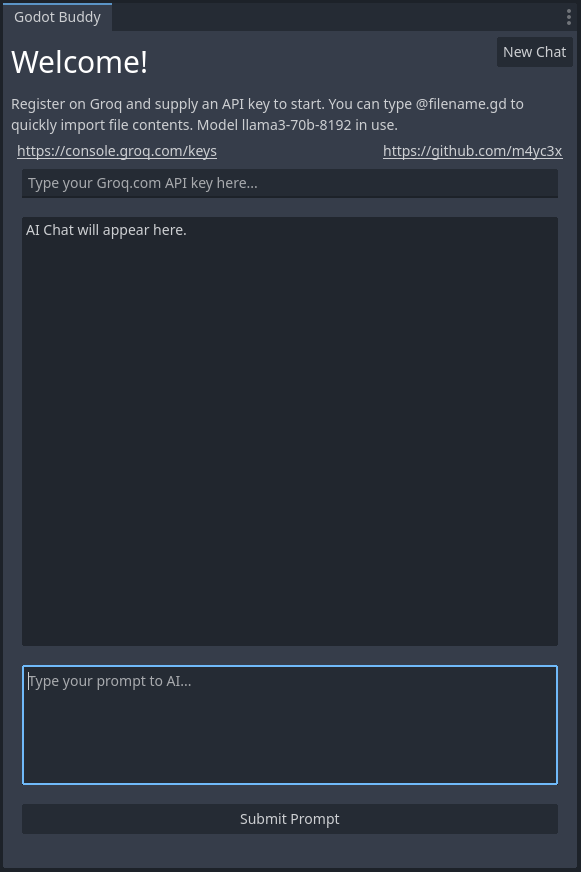 Godot Buddy
Welcome!
New Chat
Register on Groq and supply an API key to start. You can type @filename.gd to
quickly import file contents. Model llama3-70b-8192 in use.
https://console.groq.com/keys
https://github.com/m4yc3x
Type your Groq.com API key here...
AI Chat will appear here.
Type your prompt to AI...
Submit Prompt